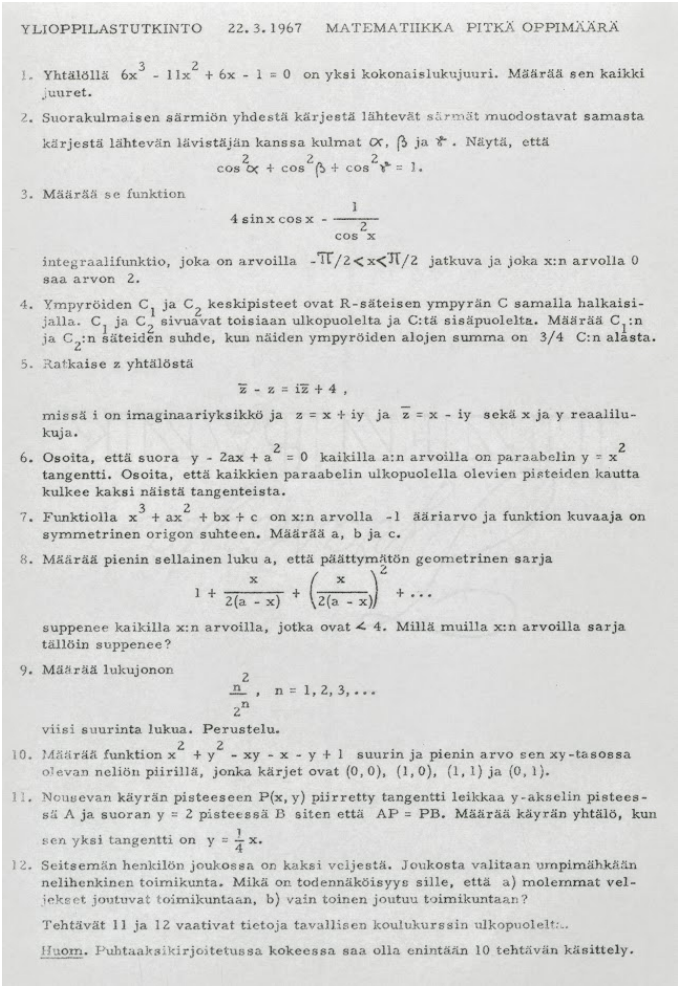 YLIOPPILASTUTKINTO 22.3.1967 MATEMATIIKKA PITKÄ OPPIMÄÄRÄ
1. Yhtälöllä 6x³ - 11x² + 6x - 1 = 0 on yksi kokonaislukujuuri. Määrää sen kaikki
juuret.
2. Suorakulmaisen särmiön yhdestä kärjestä lähtevät särmät muodostavat samasta
kärjestä lähtevän lävistäjän kanssa kulmat α, β ja γ. Näytä, että
cos²α + cos²β + cos²γ = 1.
3. Määrää se funktion
4 sin x cos x - 1/cos²x
integraalifunktio, joka on arvoilla -π/2<x<π/2 jatkuva ja joka x:n arvolla 0
saa arvon 2.
4. Ympyröiden C₁ ja C₂ keskipisteet ovat R-säteisen ympyrän C samalla halkaisi-
jalla. C₁ ja C₂ sivuavat toisiaan ulkopuolelta ja C:tä sisäpuolelta. Määrää C₁:n
ja C₂:n säteiden suhde, kun näiden ympyröiden alojen summa on 3/4 C:n alasta.
5. Ratkaise z yhtälöstä
z̅ - z = iz̅ + 4 ,
missä i on imaginaariyksikkö ja z = x + iy ja z̅ = x - iy sekä x ja y reaalilu-
kuja.
6. Osoita, että suora y - 2ax + a² = 0 kaikilla a:n arvoilla on paraabelin y = x²
tangentti. Osoita, että kaikkien paraabelin ulkopuolella olevien pisteiden kautta
kulkee kaksi näistä tangenteista.
7. Funktiolla x³ + ax² + bx + c on x:n arvolla -1 ääriarvo ja funktion kuvaaja on
symmetrinen origon suhteen. Määrää a, b ja c.
8. Määrää pienin sellainen luku a, että päättymätön geometrinen sarja
1 + x/2(a - x) + (x/2(a - x))² + ...
suppenee kaikilla x:n arvoilla, jotka ovat < 4. Millä muilla x:n arvoilla sarja
tällöin suppenee?
9. Määrää lukujonon
n²/2ⁿ , n = 1, 2, 3, ...
viisi suurinta lukua. Perustelu.
10. Määrää funktion x² + y² - xy - x - y + 1 suurin ja pienin arvo sen xy-tasossa
olevan neliön piirillä, jonka kärjet ovat (0, 0), (1, 0), (1, 1) ja (0, 1).
11. Nousevan käyrän pisteeseen P(x, y) piirretty tangentti leikkaa y-akselin pistees-
sä A ja suoran y = 2 pisteessä B siten että AP = PB. Määrää käyrän yhtälö, kun
sen yksi tangentti on y = 1/4 x.
12. Seitsemän henkilön joukossa on kaksi veljestä. Joukosta valitaan umpimähkään
nelihenkinen toimikunta. Mikä on todennäköisyys sille, että a) molemmat vel-
jekset joutuvat toimikuntaan, b) vain toinen joutuu toimikuntaan?
Tehtävät 11 ja 12 vaativat tietoja tavallisen koulukurssin ulkopuolelta.
Huom. Puhtaaksikirjoitetussa kokeessa saa olla enintään 10 tehtävän käsittely.